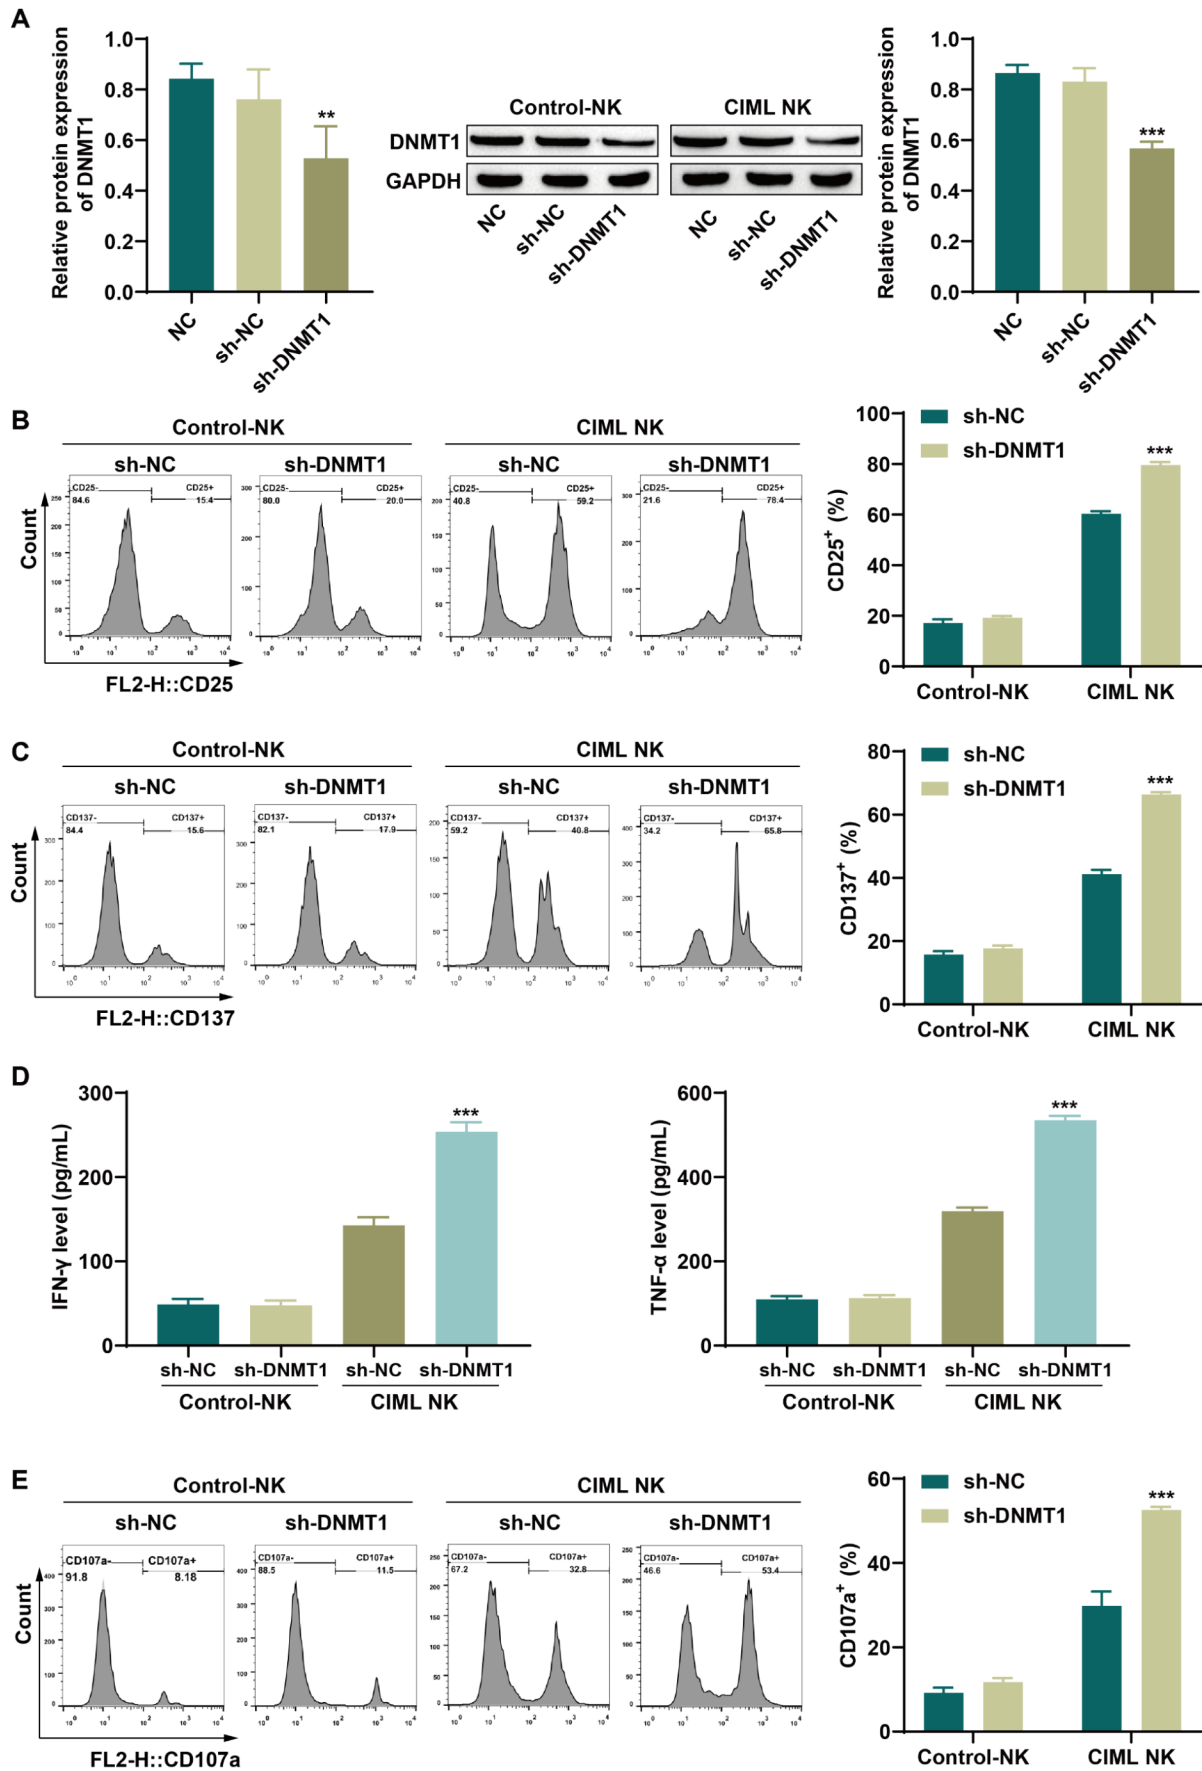 A
Relative protein expression
of DNMT1
1.0
0.8
0.6
0.4
0.2
0.0
**
NC
sh-NC
sh-DNMT1
Control-NK
CIML NK
DNMT1
GAPDH
NC
sh-NC
sh-DNMT1
NC
sh-NC
sh-DNMT1
Relative protein expression
of DNMT1
1.0
0.8
0.6
0.4
0.2
0.0
***
NC
sh-NC
sh-DNMT1
B
Control-NK
CIML NK
sh-NC
sh-DNMT1
sh-NC
sh-DNMT1
Count
CD25-
84.6
CD25+
15.4
CD25-
80.0
CD25+
20.0
CD25-
40.8
CD25+
59.2
CD25-
21.6
CD25+
78.4
FL2-H::CD25
CD25+ (%)
100
80
60
40
20
0
sh-NC
sh-DNMT1
***
Control-NK
CIML NK
C
Control-NK
CIML NK
sh-NC
sh-DNMT1
sh-NC
sh-DNMT1
Count
CD137-
84.4
CD137+
15.6
CD137-
82.1
CD137+
17.9
CD137-
59.2
CD137+
40.8
CD137-
34.2
CD137+
65.8
FL2-H::CD137
CD137+ (%)
80
60
40
20
0
sh-NC
sh-DNMT1
***
Control-NK
CIML NK
D
IFN-γ level (pg/mL)
300
200
100
0
***
sh-NC
sh-DNMT1
sh-NC
sh-DNMT1
Control-NK
CIML NK
TNF-α level (pg/mL)
600
400
200
0
***
sh-NC
sh-DNMT1
sh-NC
sh-DNMT1
Control-NK
CIML NK
E
Control-NK
CIML NK
sh-NC
sh-DNMT1
sh-NC
sh-DNMT1
Count
CD107a-
91.8
CD107a+
8.18
CD107a-
88.5
CD107a+
11.5
CD107a-
67.2
CD107a+
32.8
CD107a-
46.6
CD107a+
53.4
FL2-H::CD107a
CD107a+ (%)
60
40
20
0
sh-NC
sh-DNMT1
***
Control-NK
CIML NK